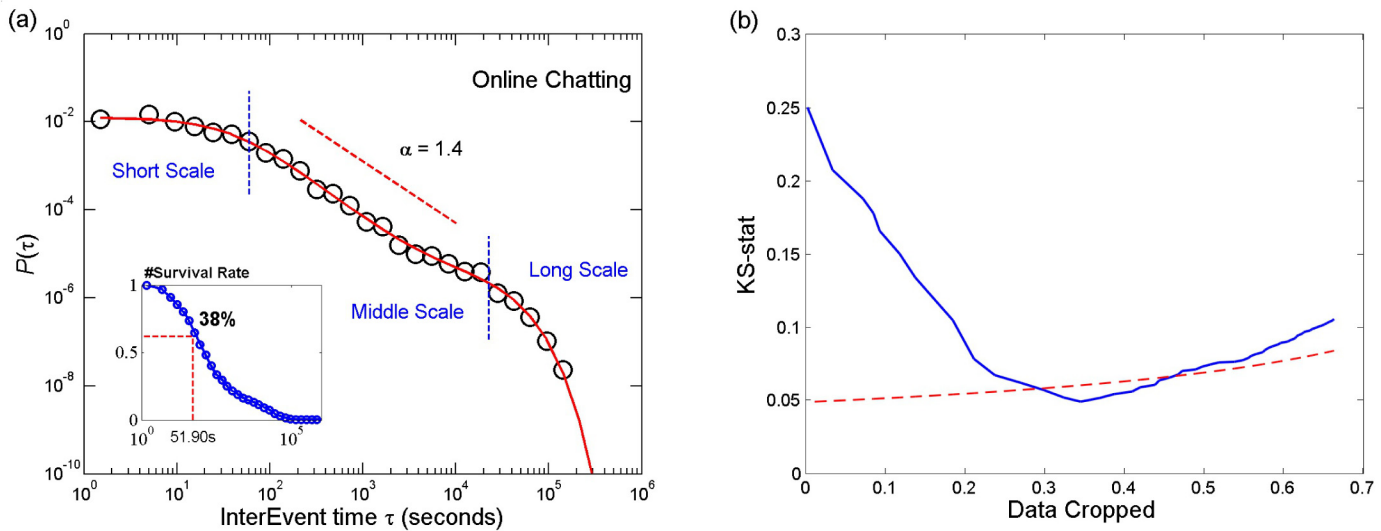 (a)
10^0
10^-2
10^-4
10^-6
10^-8
10^-10
P(τ)
Online Chatting
α = 1.4
Short Scale
Middle Scale
Long Scale
#Survival Rate
38%
1
0.5
0
10^0
51.90s
10^5
10^0 10^1 10^2 10^3 10^4 10^5 10^6
InterEvent time τ (seconds)
(b)
0.3
0.25
0.2
0.15
0.1
0.05
0
KS-stat
0 0.1 0.2 0.3 0.4 0.5 0.6 0.7
Data Cropped